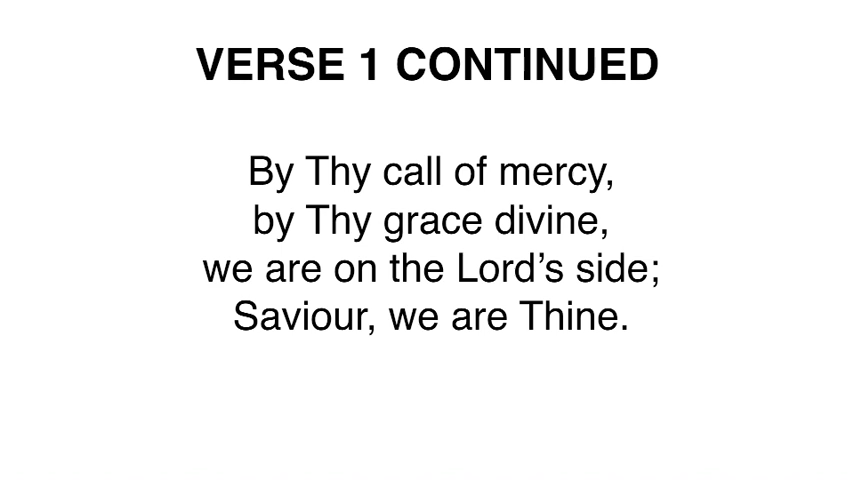 VERSE 1 CONTINUED
By Thy call of mercy,
by Thy grace divine,
we are on the Lord’s side;
Saviour, we are Thine.